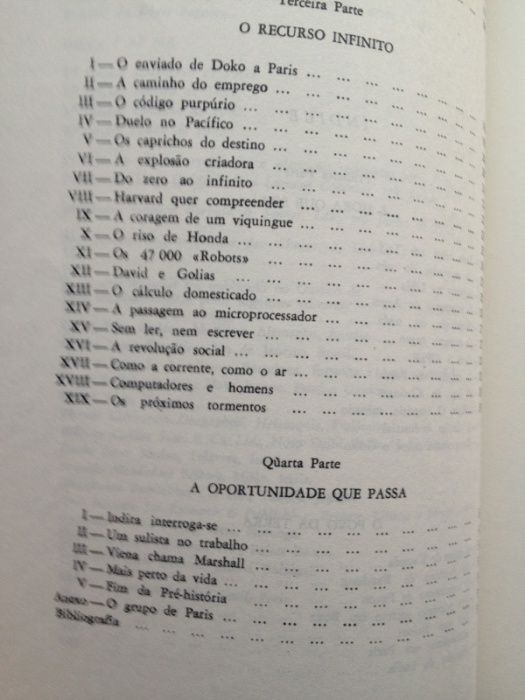 Terceira Parte
O RECURSO INFINITO
I — O enviado de Doko a Paris ... ... ... ... ... ...
II — A caminho do emprego ... ... ... ... ... ... ...
III — O código purpúrio ... ... ... ... ... ... ...
IV — Duelo no Pacífico ... ... ... ... ... ... ...
V — Os caprichos do destino ... ... ... ... ... ...
VI — A explosão criadora ... ... ... ... ... ... ...
VII — Do zero ao infinito ... ... ... ... ... ... ...
VIII — Harvard quer compreender ... ... ... ... ... ...
IX — A coragem de um viquingue ... ... ... ... ... ...
X — O riso de Honda ... ... ... ... ... ... ... ...
XI — Os 47 000 «Robots» ... ... ... ... ... ... ...
XII — David e Golias ... ... ... ... ... ... ... ...
XIII — O cálculo domesticado ... ... ... ... ... ... ...
XIV — A passagem ao microprocessador ... ... ... ... ...
XV — Sem ler, nem escrever ... ... ... ... ... ... ...
XVI — A revolução social ... ... ... ... ... ... ...
XVII — Como a corrente, como o ar ... ... ... ... ... ...
XVIII — Computadores e homens ... ... ... ... ... ... ...
XIX — Os próximos tormentos ... ... ... ... ... ... ...
Quarta Parte
A OPORTUNIDADE QUE PASSA
I — Indira interroga-se ... ... ... ... ... ... ... ...
II — Um sulista no trabalho ... ... ... ... ... ... ...
III — Viena chama Marshall ... ... ... ... ... ... ...
IV — Mais perto da vida ... ... ... ... ... ... ... ...
V — Fim da Pré-história ... ... ... ... ... ... ...
Anexo — O grupo de Paris ... ... ... ... ... ... ... ...
Bibliografia ... ... ... ... ... ... ... ... ... ...